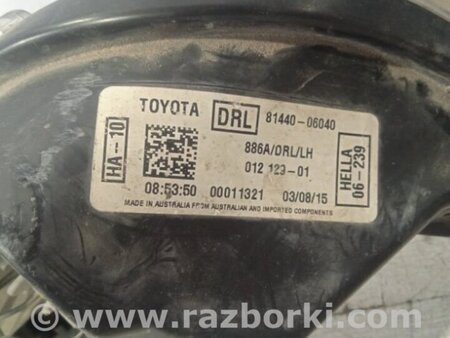 TOYOTA DRL 81440-06040
HA-10
886A/DRL/LH
012 123-01
HELLA
06-239
08:53:50 00011321 03/08/15
MADE IN AUSTRALIA FROM AUSTRALIAN AND IMPORTED COMPONENTS
www.razborki.com